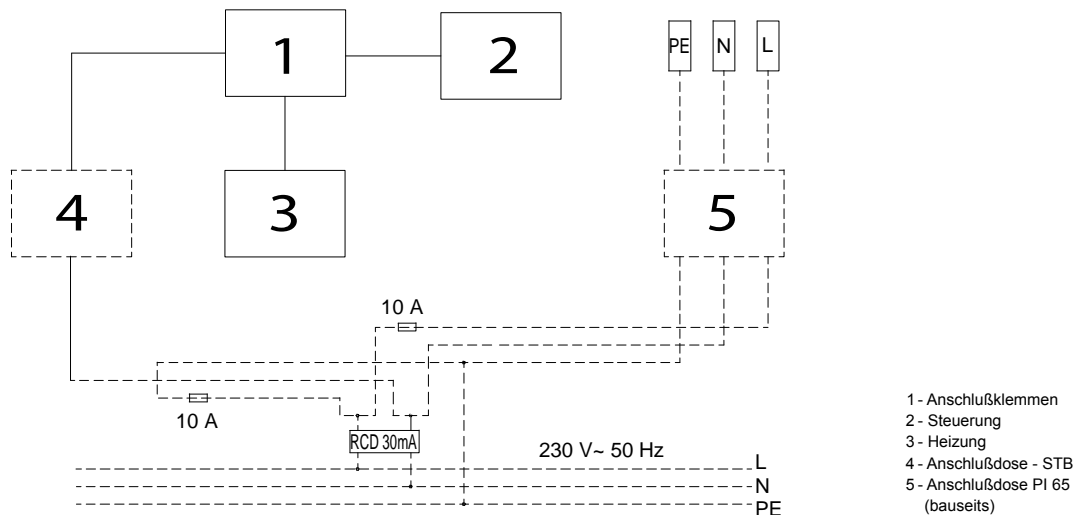 1
2
PE N L
4
3
5
10 A
10 A
RCD 30mA
230 V~ 50 Hz
L
N
PE
1 - Anschlußklemmen
2 - Steuerung
3 - Heizung
4 - Anschlußdose - STB
5 - Anschlußdose PI 65
(bauseits)